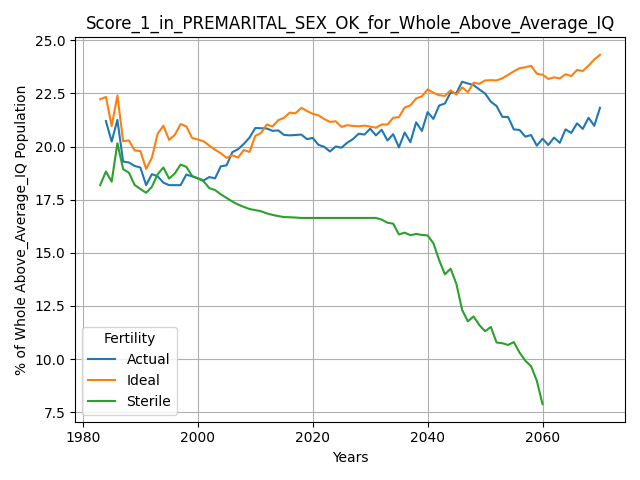 Score_1_in_PREMARITAL_SEX_OK_for_Whole_Above_Average_IQ
% of Whole Above_Average_IQ Population
25.0
22.5
20.0
17.5
15.0
12.5
10.0
7.5
Fertility
Actual
Ideal
Sterile
1980 2000 2020 2040 2060
Years